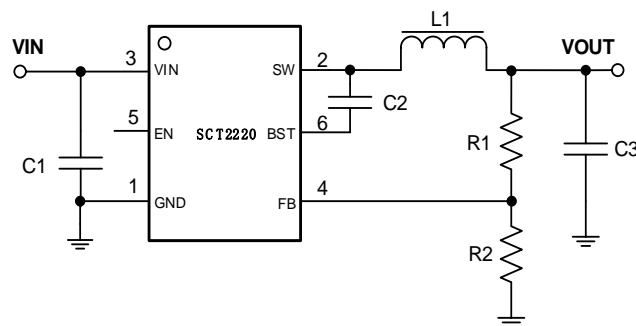 L1
VIN
VOUT
3
VIN
SW
2
C2
5
EN
SCT2220
BST
6
R1
C3
C1
1
GND
FB
4
R2